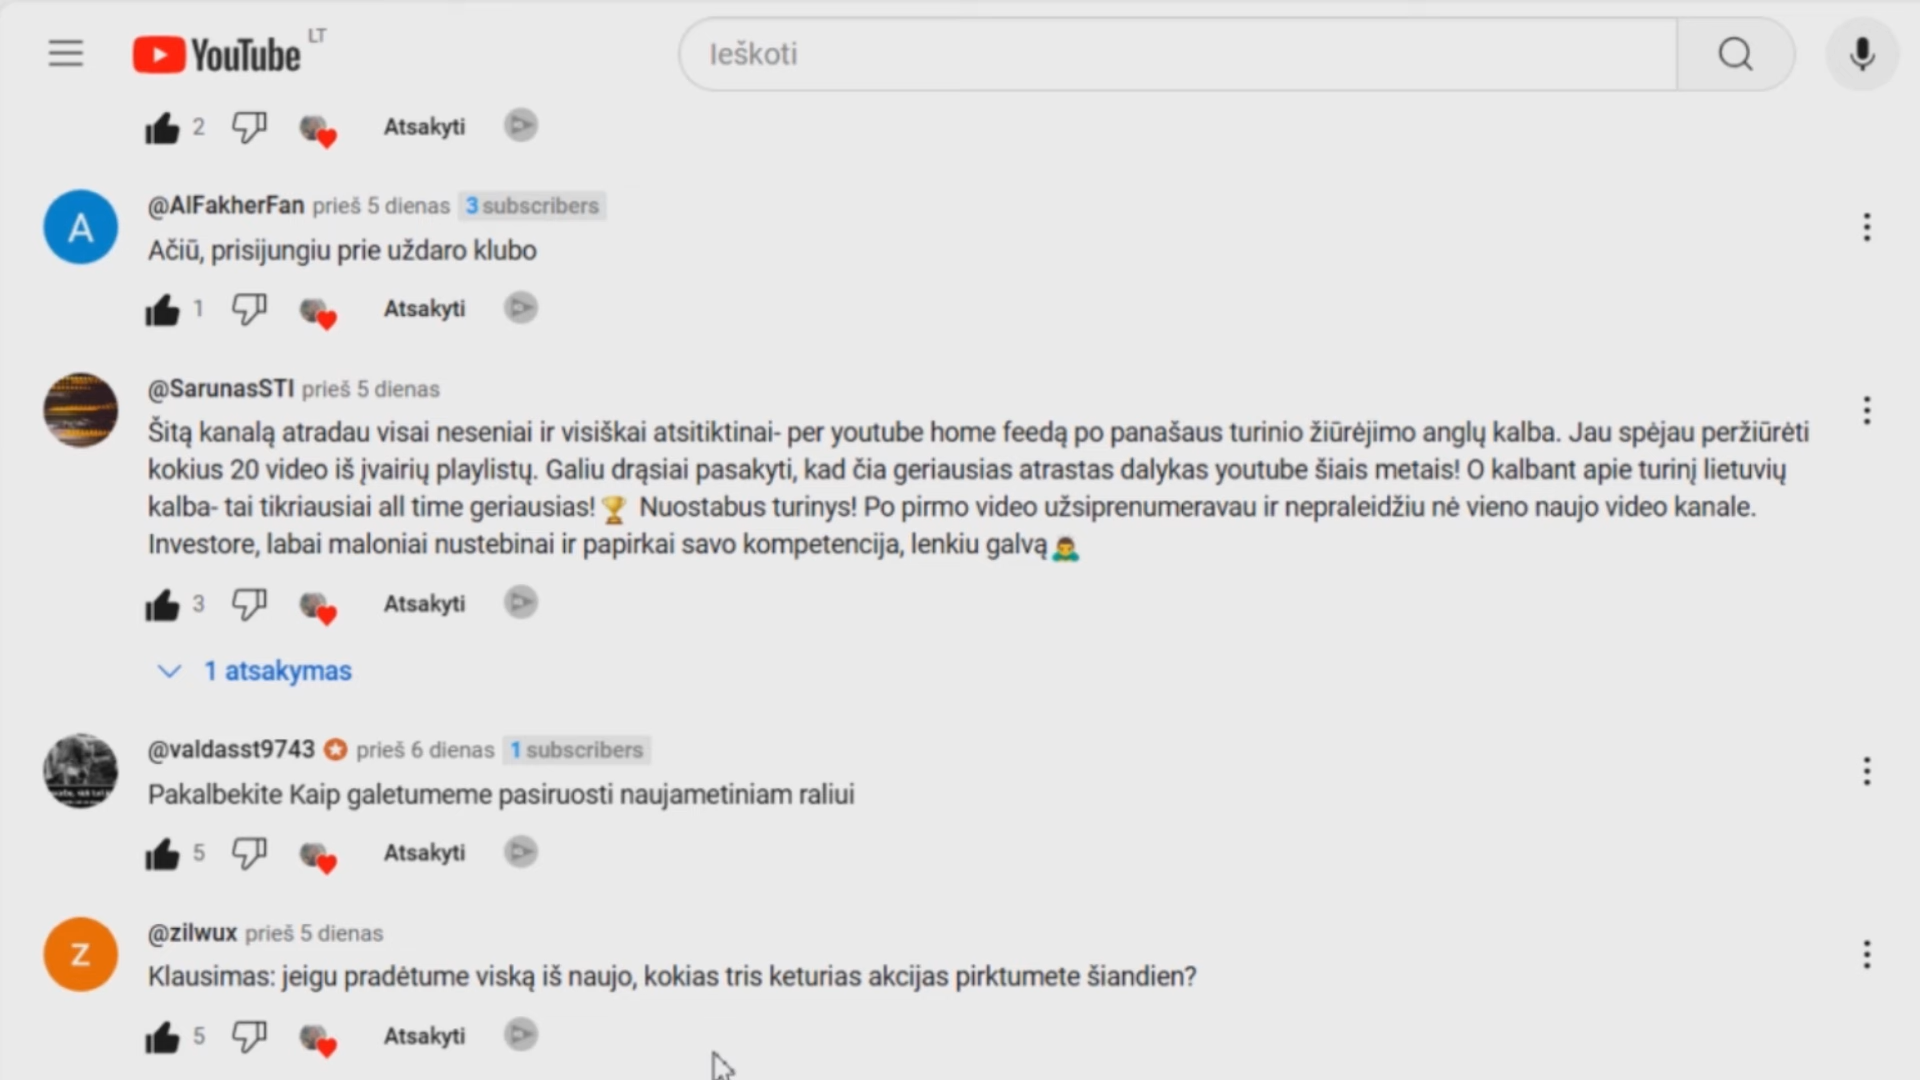 YouTube LT
Ieškoti
2 Atsakyti
A
@AlFakherFan prieš 5 dienas 3 subscribers
Ačiū, prisijungiu prie uždaro klubo
1 Atsakyti
@SarunasSTI prieš 5 dienas
Šitą kanalą atradau visai neseniai ir visiškai atsitiktinai- per youtube home feedą po panašaus turinio žiūrėjimo anglų kalba. Jau spėjau peržiūrėti
kokius 20 video iš įvairių playlistų. Galiu drąsiai pasakyti, kad čia geriausias atrastas dalykas youtube šiais metais! O kalbant apie turinį lietuvių
kalba- tai tikriausiai all time geriausias!🏆 Nuostabus turinys! Po pirmo video užsiprenumeravau ir nepraleidžiu nė vieno naujo video kanale.
Investore, labai maloniai nustebinai ir papirkai savo kompetencija, lenkiu galvą🙇‍♂️
3 Atsakyti
1 atsakymas
@valdasst9743 prieš 6 dienas 1 subscribers
Pakalbekite Kaip galetumeme pasiruosti naujametiniam raliui
5 Atsakyti
Z
@zilwux prieš 5 dienas
Klausimas: jeigu pradėtume viską iš naujo, kokias tris keturias akcijas pirktumete šiandien?
5 Atsakyti